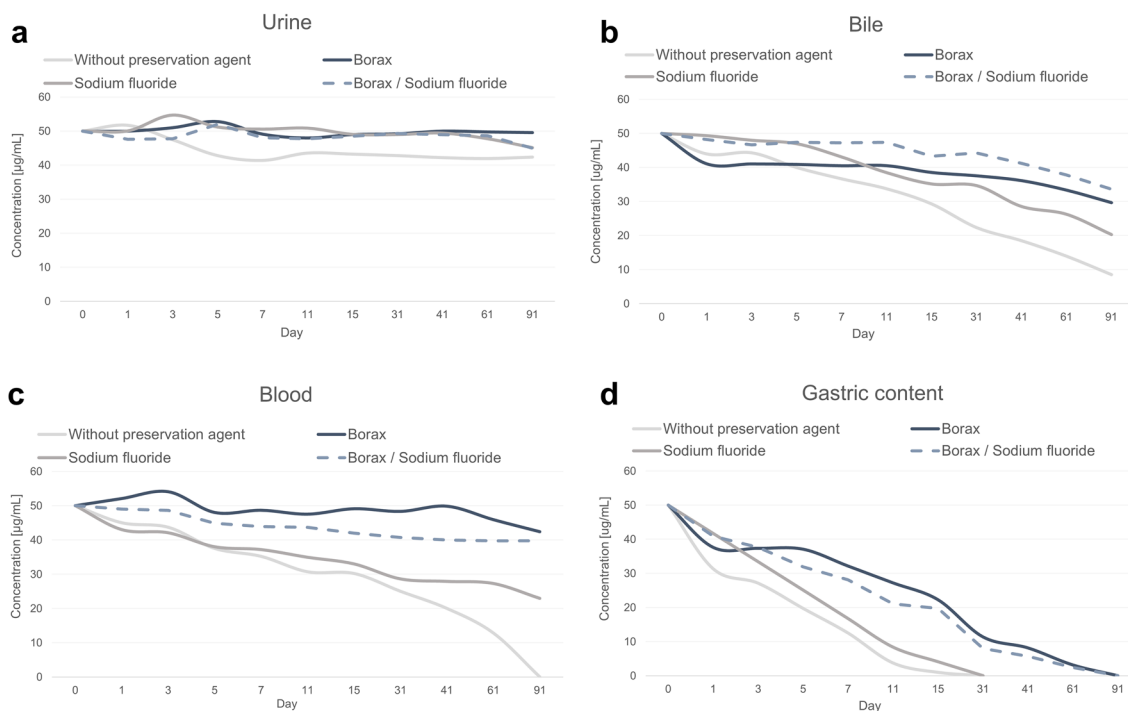 a
Urine
Without preservation agent
Borax
Sodium fluoride
Borax / Sodium fluoride
Concentration [µg/mL]
60
50
40
30
20
10
0
0 1 3 5 7 11 15 31 41 61 91
Day
b
Bile
Without preservation agent
Borax
Sodium fluoride
Borax / Sodium fluoride
Concentration [µg/mL]
60
50
40
30
20
10
0
0 1 3 5 7 11 15 31 41 61 91
Day
c
Blood
Without preservation agent
Borax
Sodium fluoride
Borax / Sodium fluoride
Concentration [µg/mL]
60
50
40
30
20
10
0
0 1 3 5 7 11 15 31 41 61 91
Day
d
Gastric content
Without preservation agent
Borax
Sodium fluoride
Borax / Sodium fluoride
Concentration [µg/mL]
60
50
40
30
20
10
0
0 1 3 5 7 11 15 31 41 61 91
Day